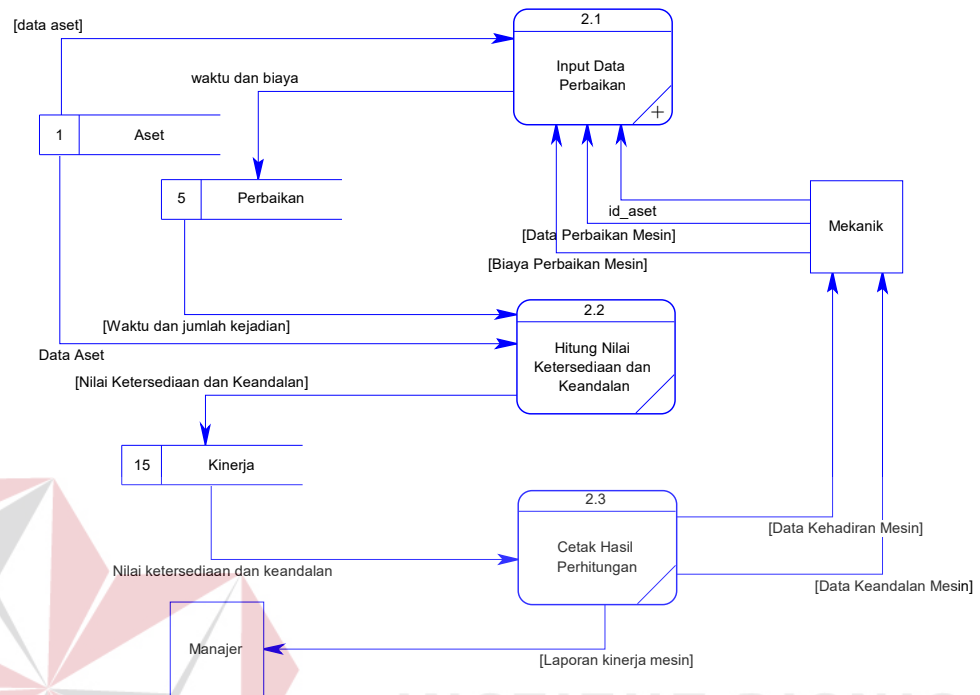 [data aset]
2.1
Input Data
Perbaikan
waktu dan biaya
1
Aset
5
Perbaikan
id_aset
[Data Perbaikan Mesin]
[Biaya Perbaikan Mesin]
Mekanik
[Waktu dan jumlah kejadian]
Data Aset
2.2
Hitung Nilai
Ketersediaan dan
Keandalan
[Nilai Ketersediaan dan Keandalan]
15
Kinerja
2.3
Cetak Hasil
Perhitungan
[Data Kehadiran Mesin]
[Data Keandalan Mesin]
Nilai ketersediaan dan keandalan
Manajer
[Laporan kinerja mesin]